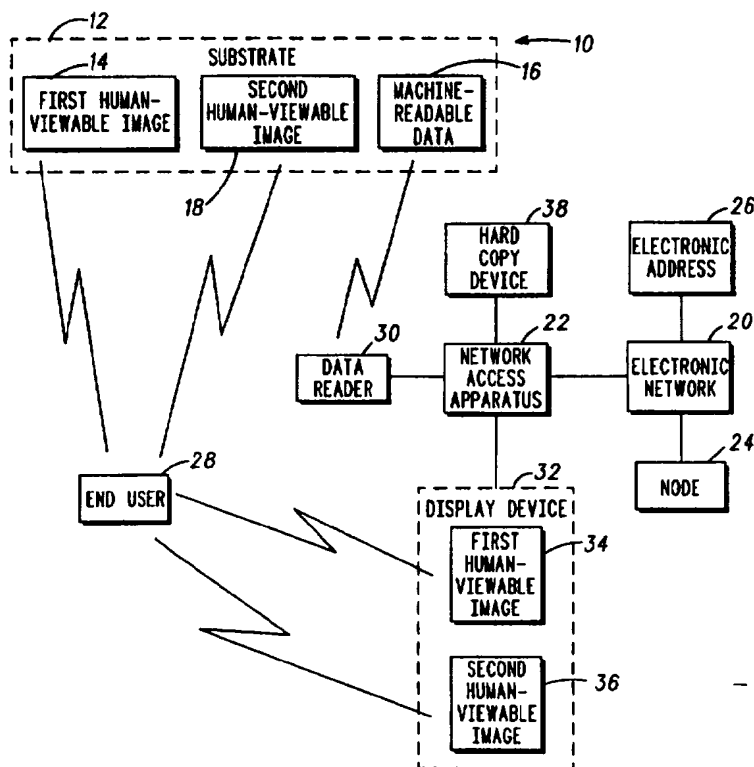 12
10
SUBSTRATE
14
16
FIRST HUMAN-
VIEWABLE IMAGE
SECOND
HUMAN-VIEWABLE
IMAGE
MACHINE-
READABLE
DATA
18
38
26
HARD
COPY
DEVICE
ELECTRONIC
ADDRESS
30
22
20
DATA
READER
NETWORK
ACCESS
APPARATUS
ELECTRONIC
NETWORK
28
32
24
END USER
NODE
DISPLAY DEVICE
34
FIRST
HUMAN-
VIEWABLE
IMAGE
36
SECOND
HUMAN-
VIEWABLE
IMAGE